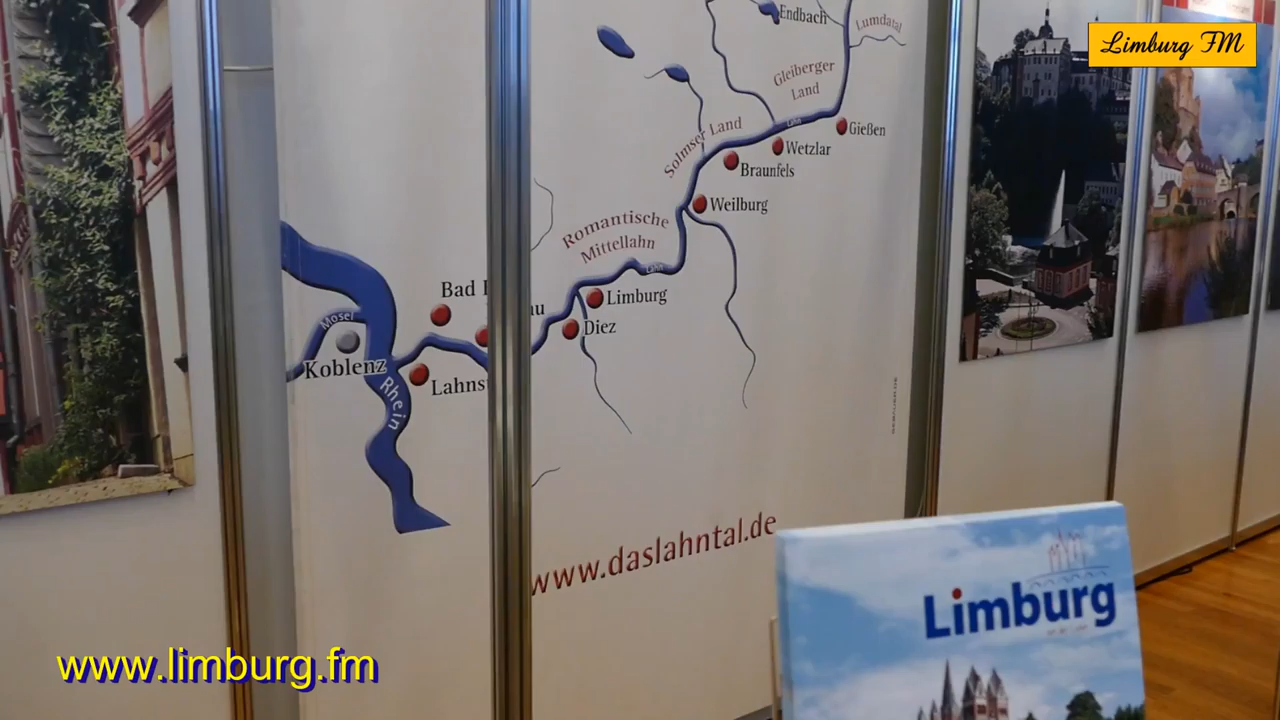 Limburg FM
Endbach
Lumdatal
Gleiberger
Land
Lahn
Gießen
Solmser Land
Wetzlar
Braunfels
Weilburg
Romantische
Mittellahn
Lahn
Bad
Limburg
Mosel
Diez
Koblenz
Rhein
www.daslahntal.de
Limburg
www.limburg.fm